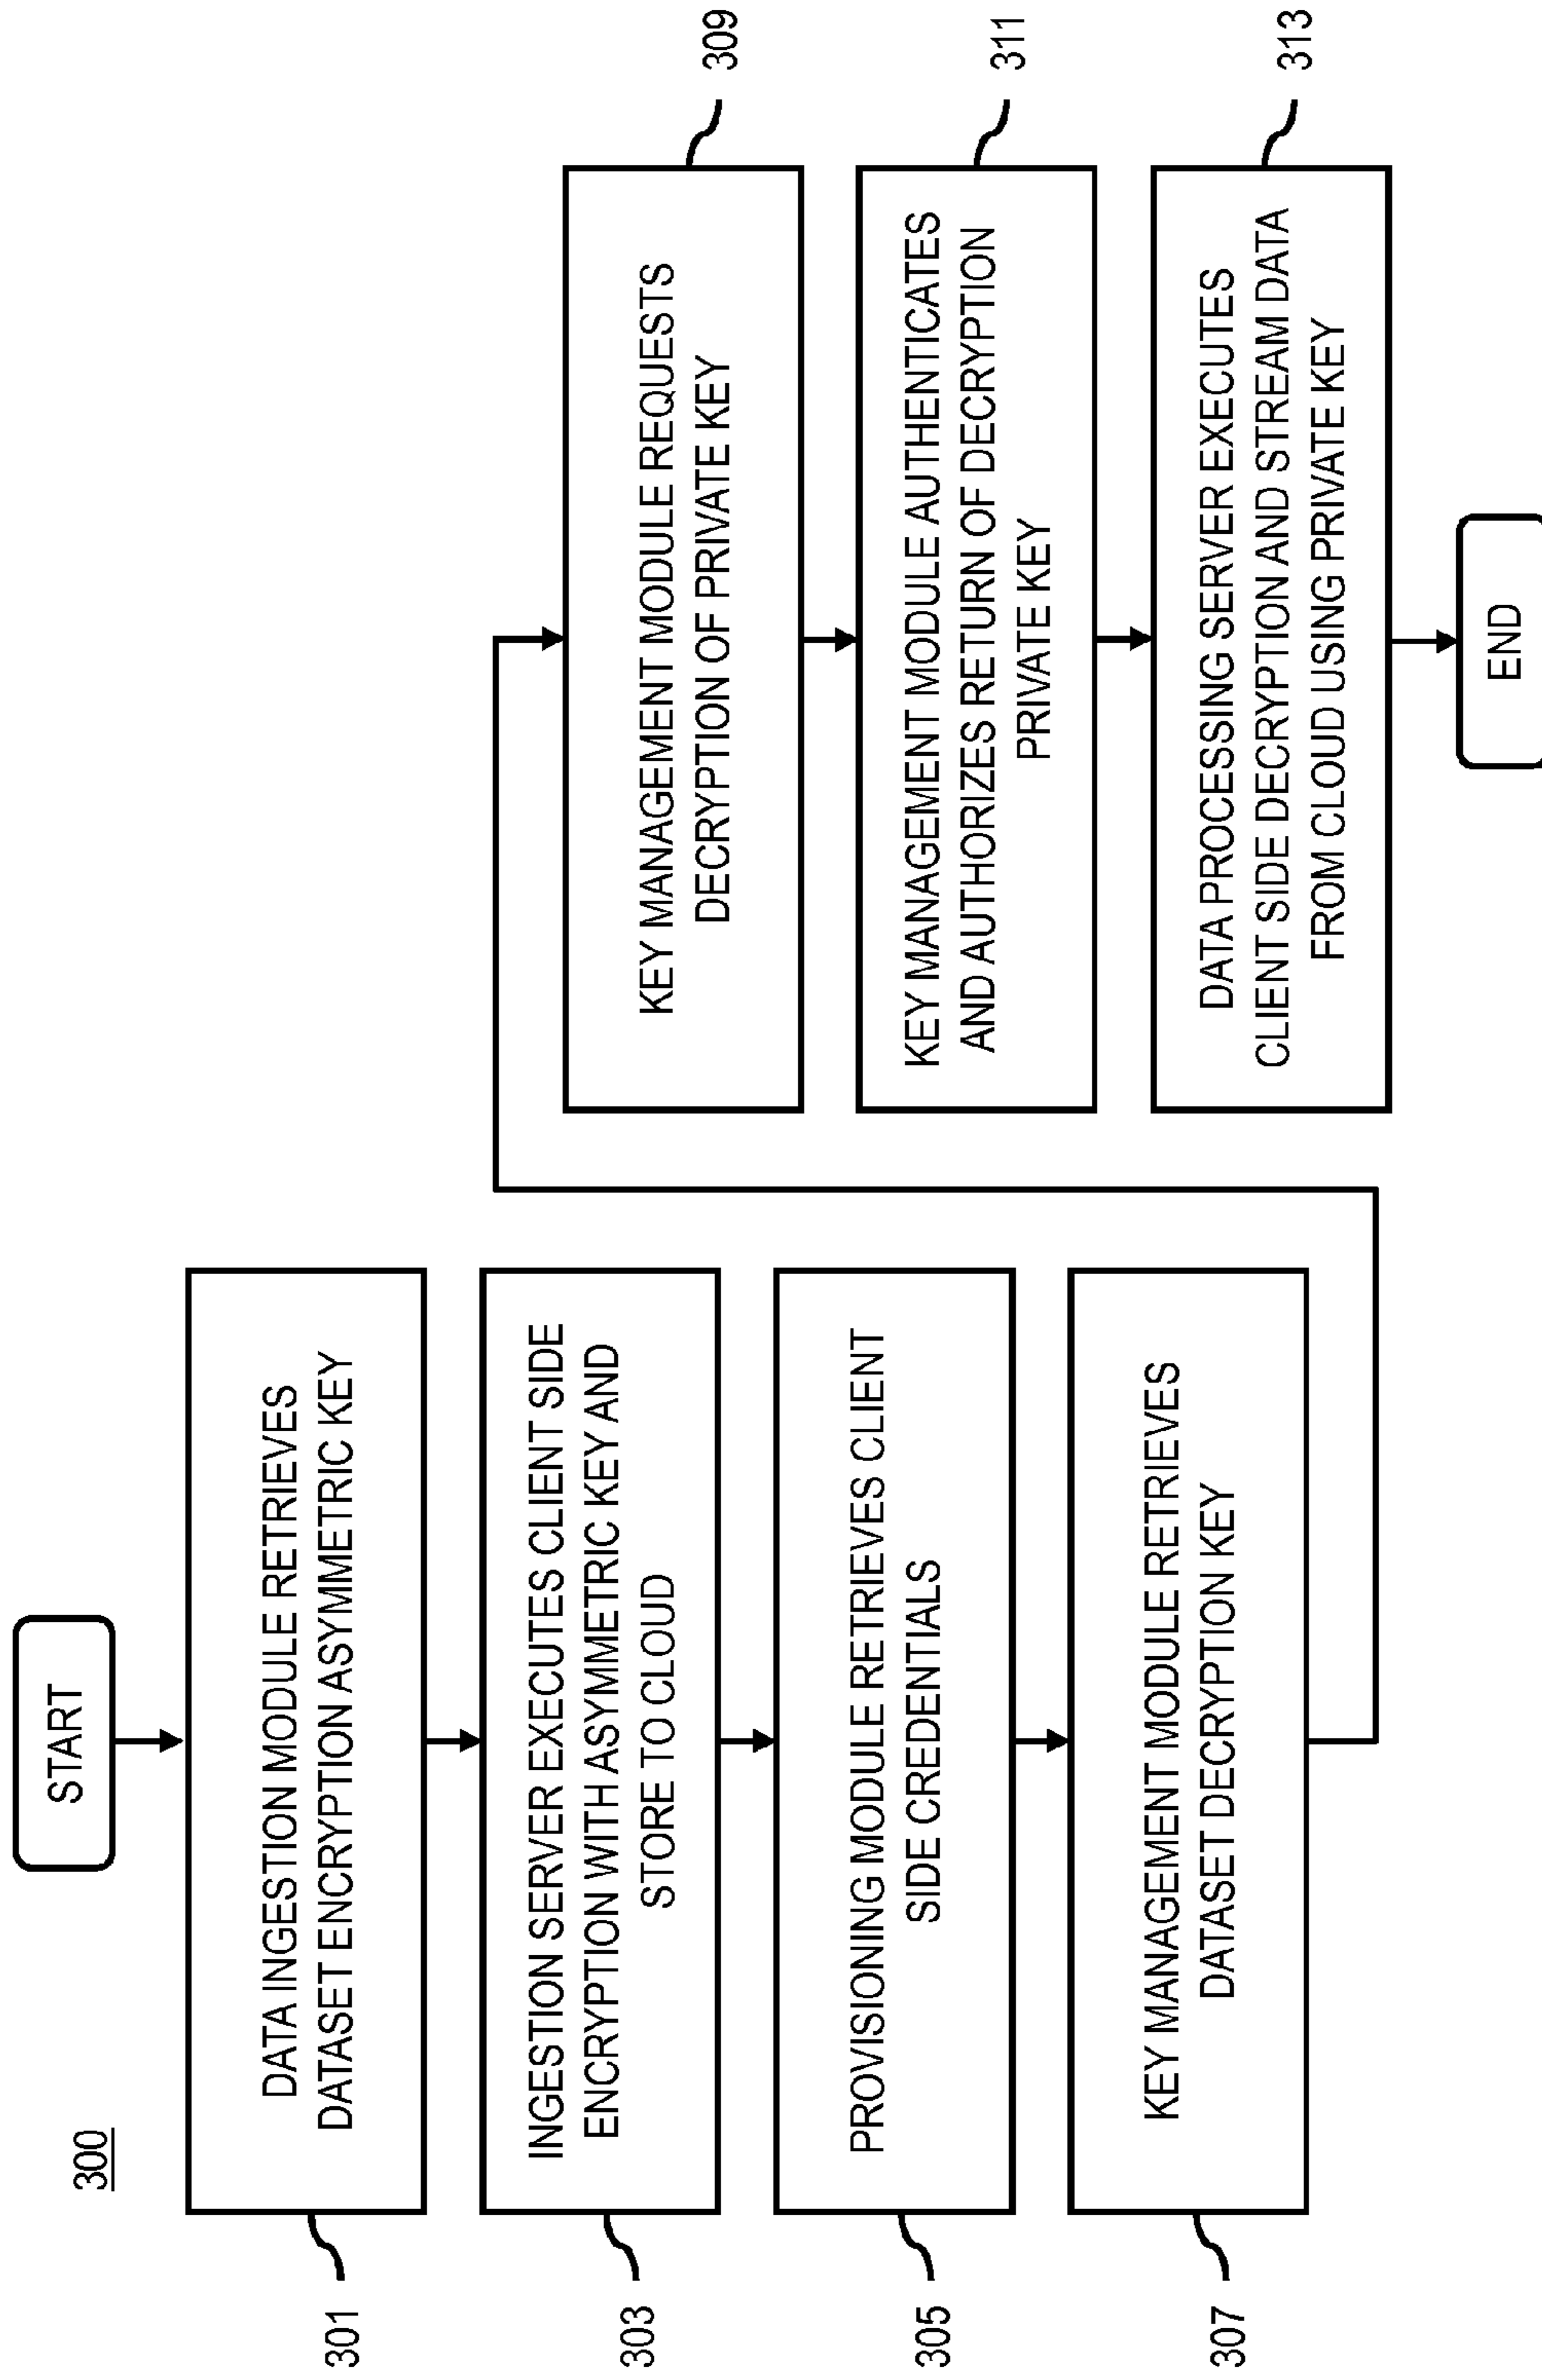 300
START
301
DATA INGESTION MODULE RETRIEVES
DATASET ENCRYPTION ASYMMETRIC KEY
303
INGESTION SERVER EXECUTES CLIENT SIDE
ENCRYPTION WITH ASYMMETRIC KEY AND
STORE TO CLOUD
305
PROVISIONING MODULE RETRIEVES CLIENT
SIDE CREDENTIALS
307
KEY MANAGEMENT MODULE RETRIEVES
DATASET DECRYPTION KEY
309
KEY MANAGEMENT MODULE REQUESTS
DECRYPTION OF PRIVATE KEY
311
KEY MANAGEMENT MODULE AUTHENTICATES
AND AUTHORIZES RETURN OF DECRYPTION
PRIVATE KEY
313
DATA PROCESSING SERVER EXECUTES
CLIENT SIDE DECRYPTION AND STREAM DATA
FROM CLOUD USING PRIVATE KEY
END